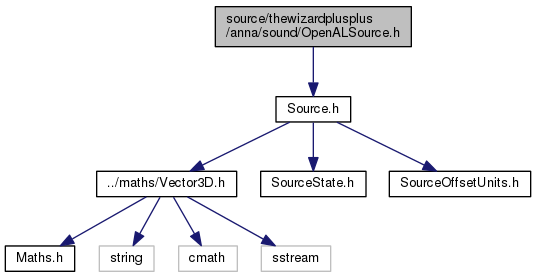 source/thewizardplusplus
/anna/sound/OpenALSource.h
Source.h
../maths/Vector3D.h
SourceState.h
SourceOffsetUnits.h
Maths.h
string
cmath
sstream